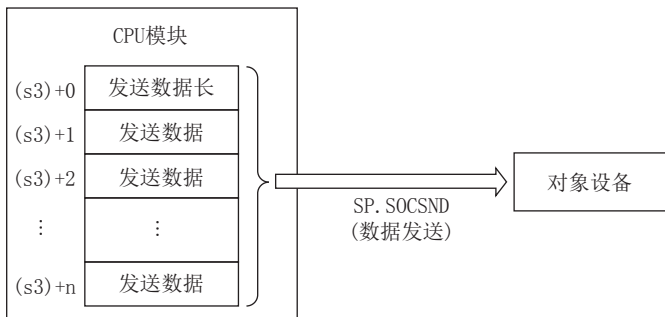 CPU模块
(s3)+0 发送数据长
(s3)+1 发送数据
(s3)+2 发送数据
⋮ ⋮
(s3)+n 发送数据
SP.SOCSND
(数据发送)
对象设备